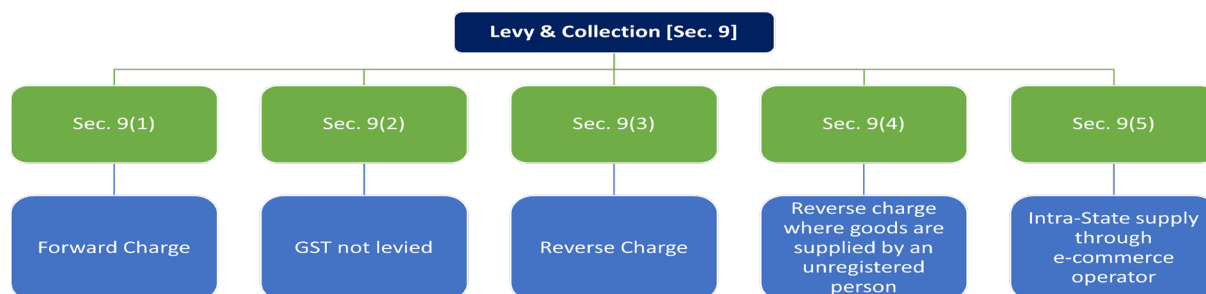 Levy & Collection [Sec. 9]
Sec. 9(1)
Sec. 9(2)
Sec. 9(3)
Sec. 9(4)
Sec. 9(5)
Forward Charge
GST not levied
Reverse Charge
Reverse charge
where goods are
supplied by an
unregistered
person
Intra-State supply
through
e-commerce
operator